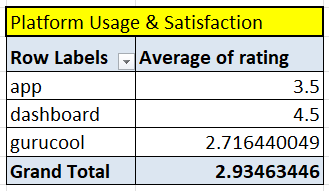 Platform Usage & Satisfaction
Row Labels Average of rating
app 3.5
dashboard 4.5
gurucool 2.716440049
Grand Total 2.93463446